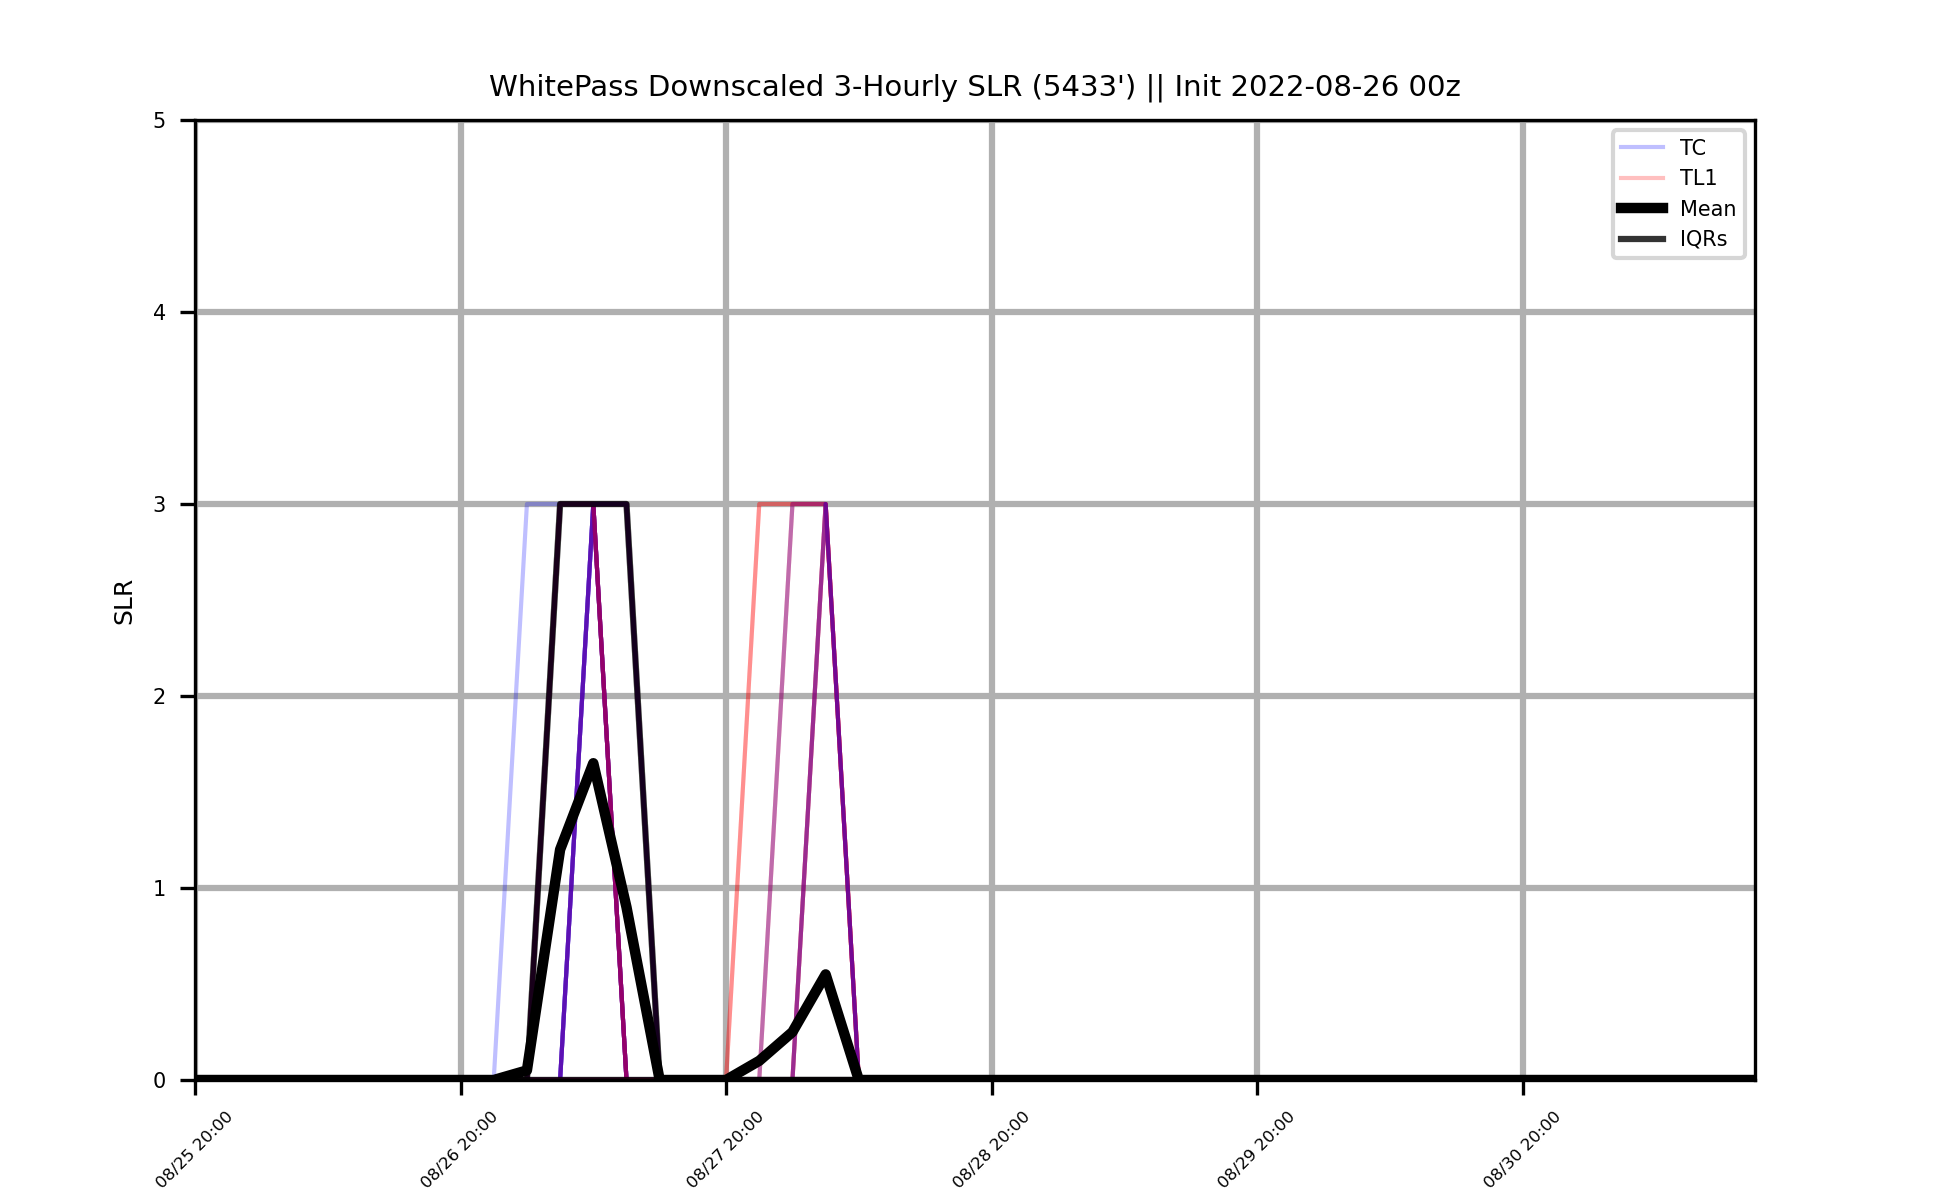 WhitePass Downscaled 3-Hourly SLR (5433') || Init 2022-08-26 00z
5
4
3
2
1
0
SLR
TC
TL1
Mean
IQRs
08/25 20:00
08/26 20:00
08/27 20:00
08/28 20:00
08/29 20:00
08/30 20:00